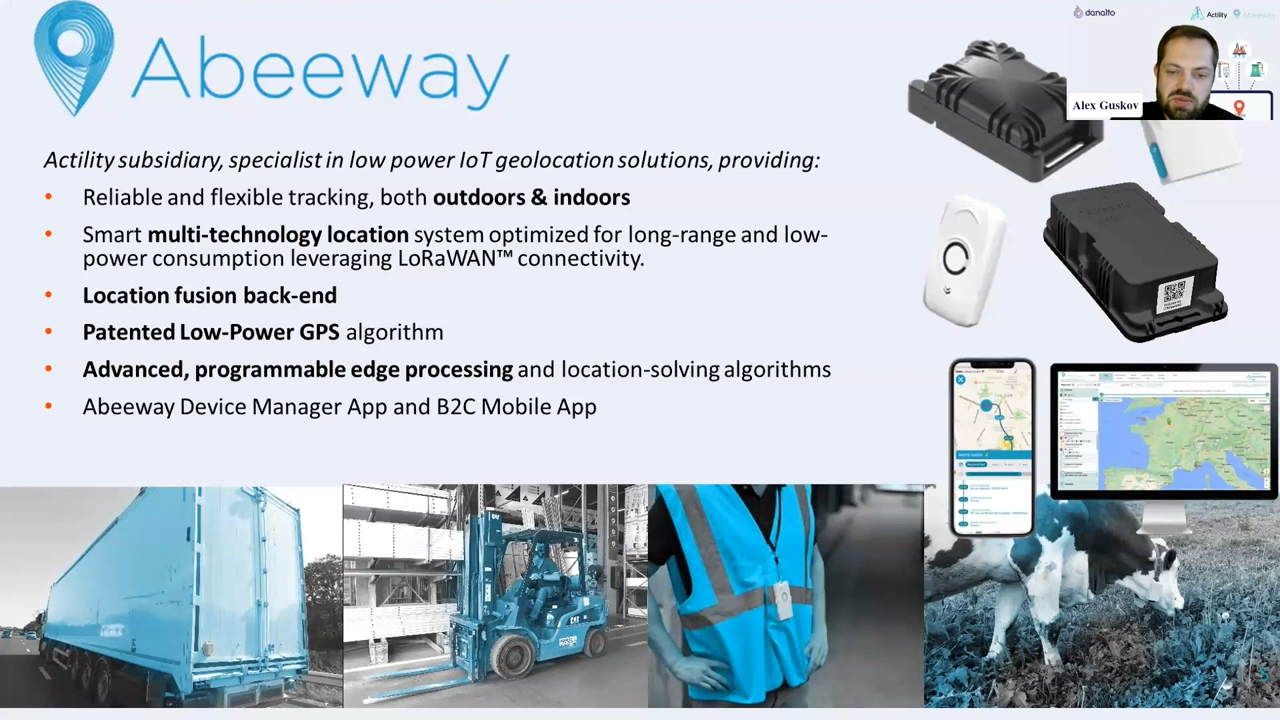 danalto
Actility Abeeway
Abeeway
Alex Guskov
Actility subsidiary, specialist in low power IoT geolocation solutions, providing:
• Reliable and flexible tracking, both outdoors & indoors
• Smart multi-technology location system optimized for long-range and low-
power consumption leveraging LoRaWAN™ connectivity.
• Location fusion back-end
• Patented Low-Power GPS algorithm
• Advanced, programmable edge processing and location-solving algorithms
• Abeeway Device Manager App and B2C Mobile App